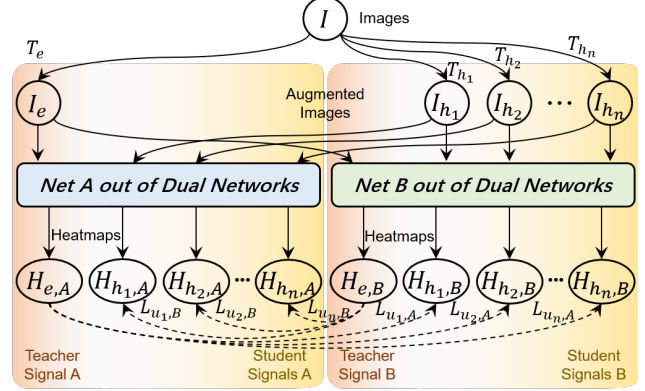 I Images
T_e T_{h_1} T_{h_2} T_{h_n}
I_e Augmented Images I_{h_1} I_{h_2} ··· I_{h_n}
Net A out of Dual Networks Net B out of Dual Networks
Heatmaps Heatmaps
H_{e,A} H_{h_1,A} H_{h_2,A} ··· H_{h_n,A} H_{e,B} H_{h_1,B} H_{h_2,B} ··· H_{h_n,B}
L_{u_1,B} L_{u_2,B} L_{u_n,B} L_{u_1,A} L_{u_2,A} L_{u_n,A}
Teacher Signal A Student Signals A Teacher Signal B Student Signals B